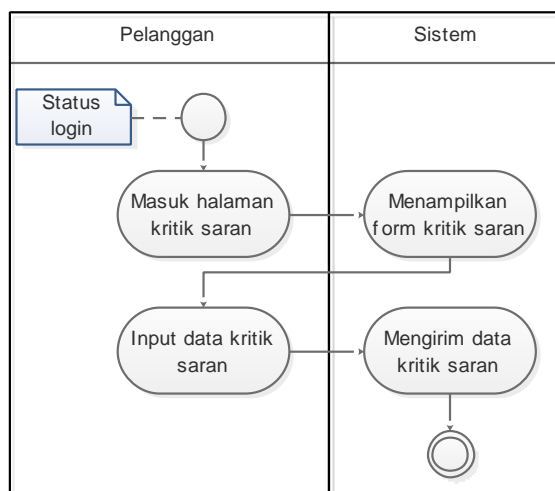 Pelanggan
Sistem
Status
login
Masuk halaman
kritik saran
Menampilkan
form kritik saran
Input data kritik
saran
Mengirim data
kritik saran